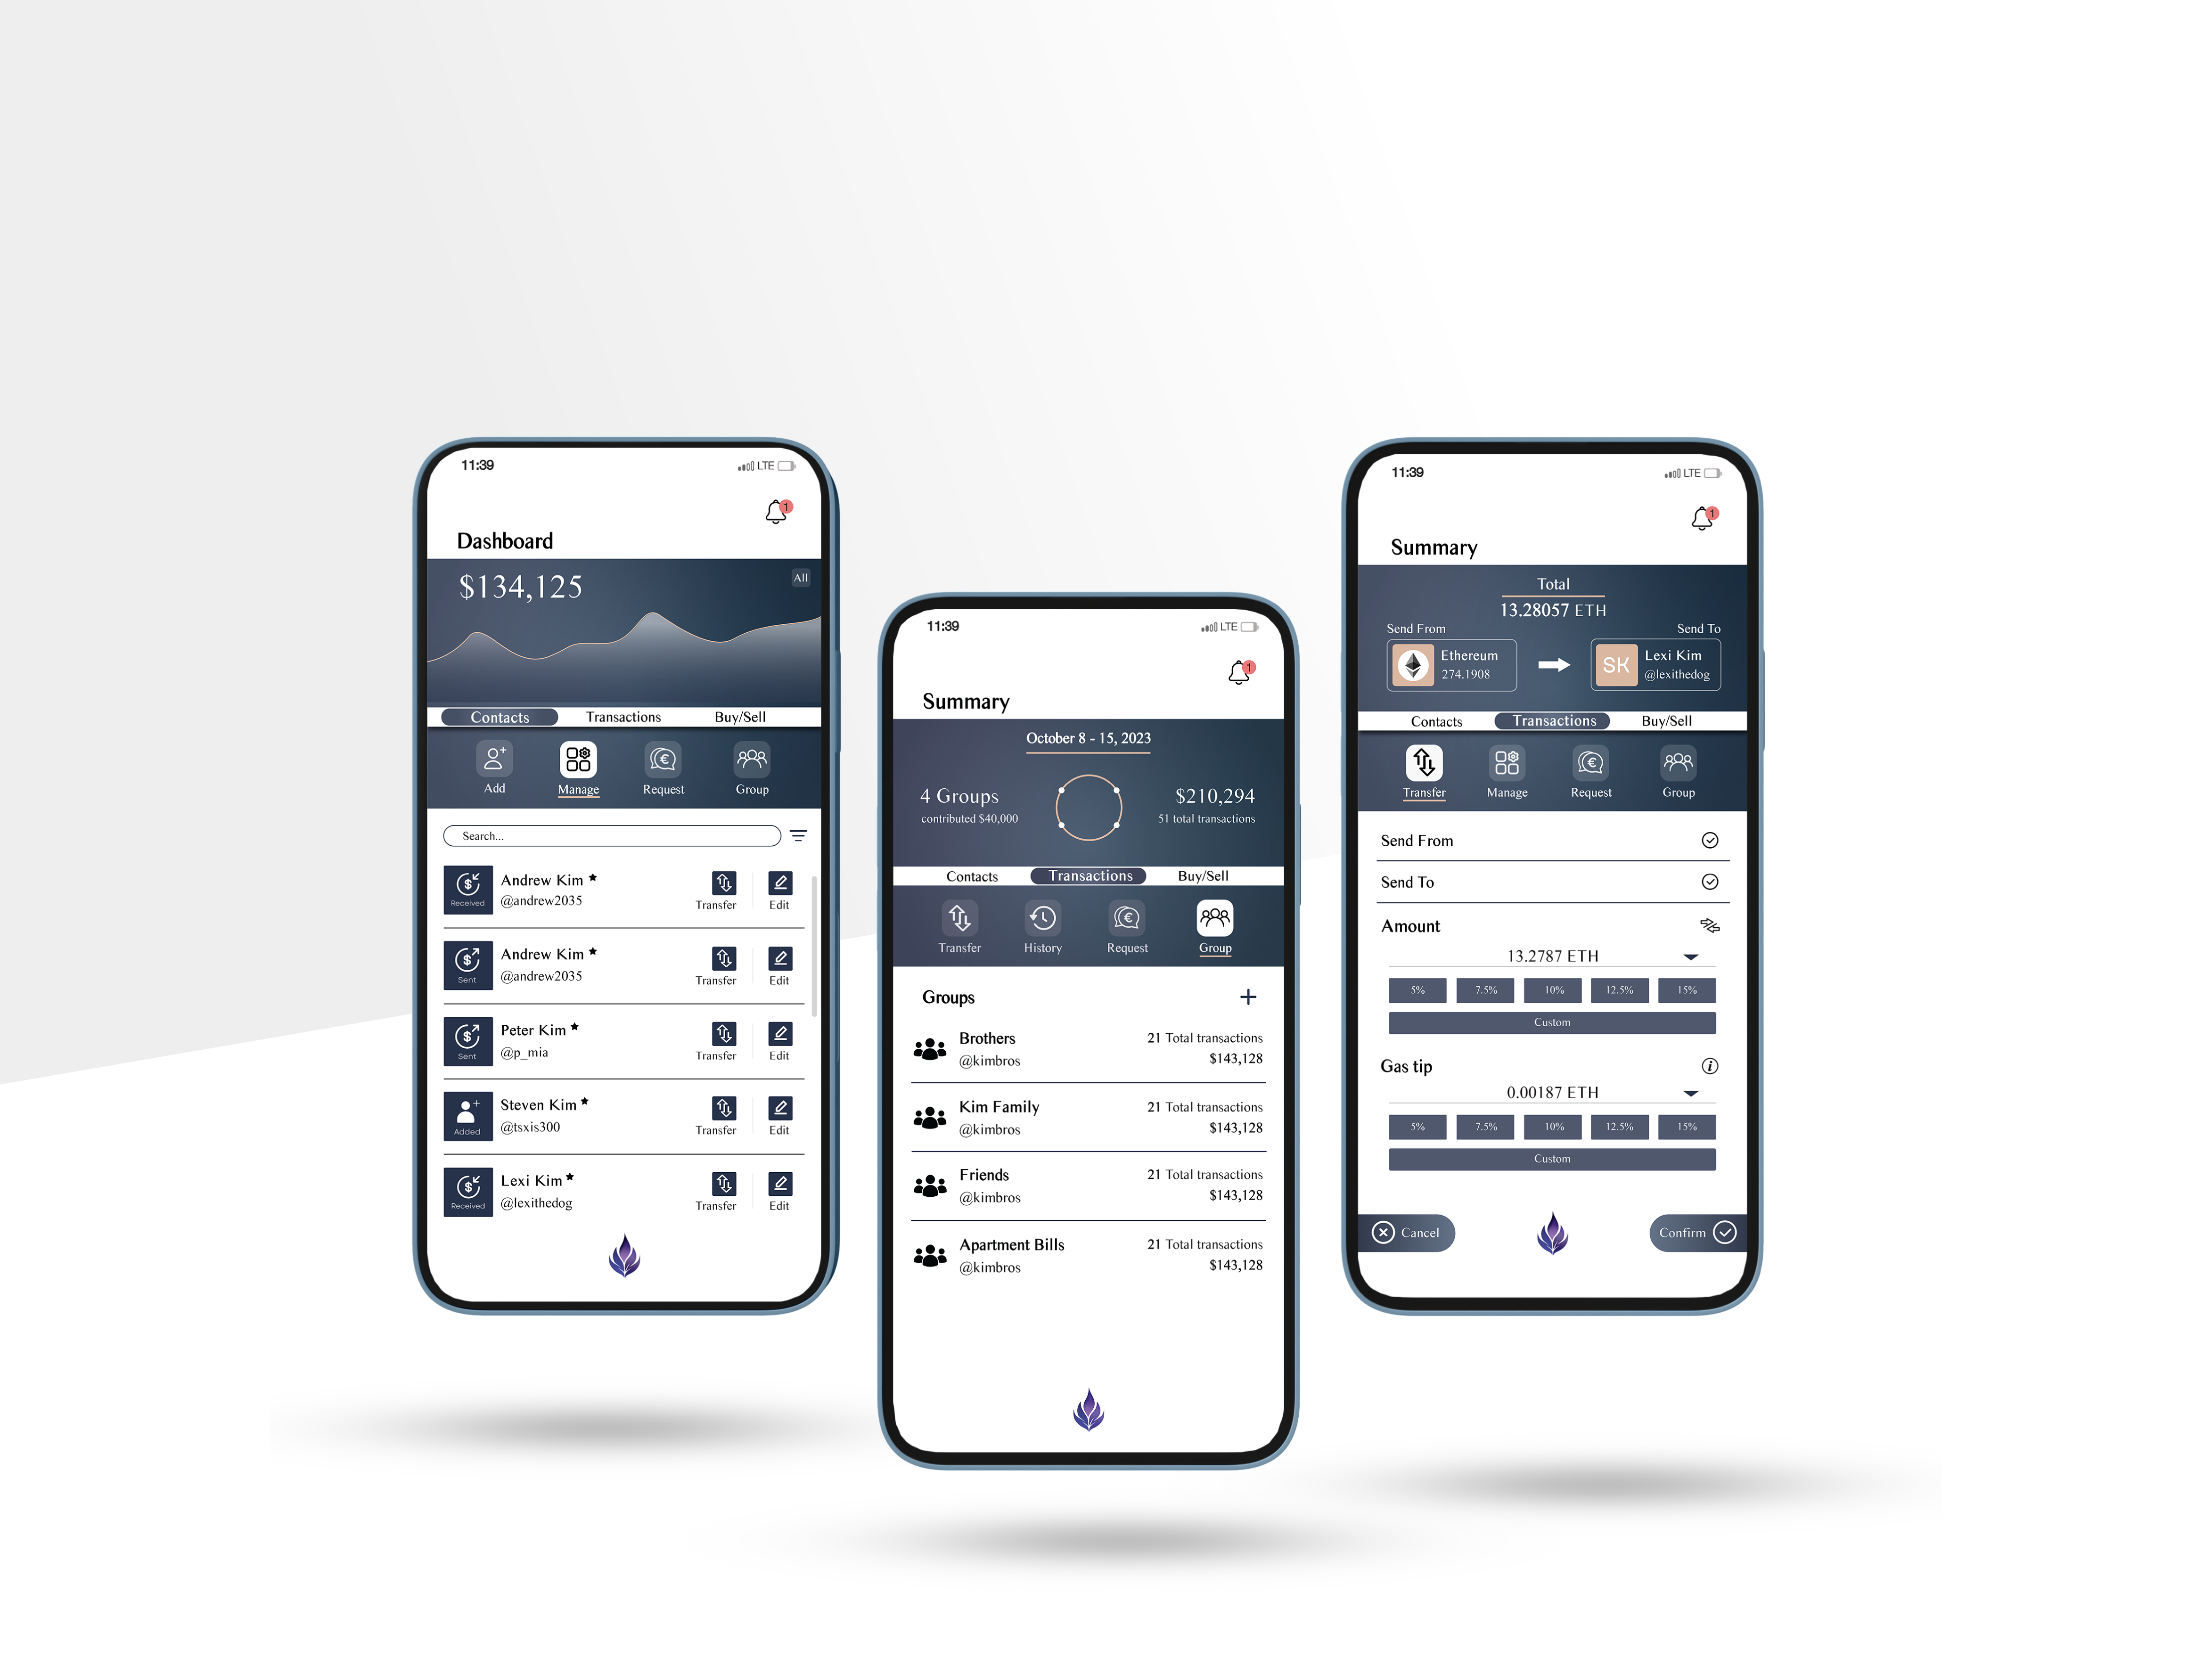 11:39
LTE
1
Dashboard
$134,125
All
Contacts Transactions Buy/Sell
Add Manage Request Group
Search...
Received
Andrew Kim
@andrew2035
Transfer Edit
Sent
Andrew Kim
@andrew2035
Transfer Edit
Sent
Peter Kim
@p_mia
Transfer Edit
Added
Steven Kim
@tsxis300
Transfer Edit
Received
Lexi Kim
@lexithedog
Transfer Edit
11:39
LTE
1
Summary
October 8 - 15, 2023
4 Groups
contributed $40,000
$210,294
51 total transactions
Contacts Transactions Buy/Sell
Transfer History Request Group
Groups
Brothers
@kimbros
21 Total transactions
$143,128
Kim Family
@kimbros
21 Total transactions
$143,128
Friends
@kimbros
21 Total transactions
$143,128
Apartment Bills
@kimbros
21 Total transactions
$143,128
11:39
LTE
1
Summary
Total
13.28057 ETH
Send From
Send To
Ethereum
274.1908
SK
Lexi Kim
@lexithedog
Contacts Transactions Buy/Sell
Transfer Manage Request Group
Send From
Send To
Amount
13.2787 ETH
5% 7.5% 10% 12.5% 15%
Custom
Gas tip
0.00187 ETH
5% 7.5% 10% 12.5% 15%
Custom
Cancel
Confirm